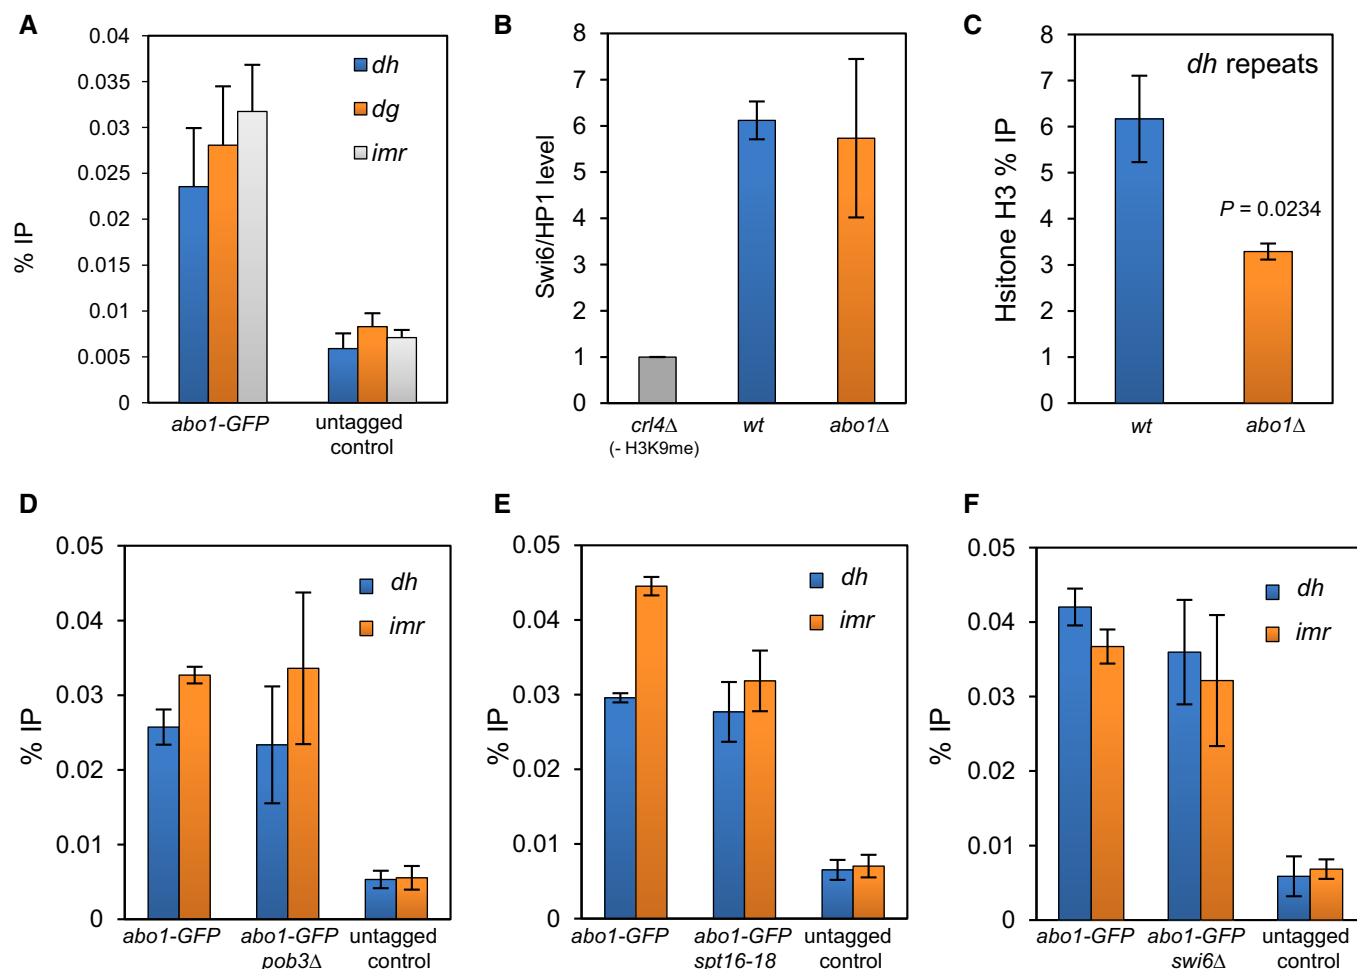 A
0.04
0.035
0.03
0.025
0.02
0.015
0.01
0.005
0
% IP
dh
dg
imr
abo1-GFP
untagged
control
B
8
7
6
5
4
3
2
1
0
Swi6/HP1 level
crl4Δ
(- H3K9me)
wt
abo1Δ
C
8
7
6
5
4
3
2
1
0
Hsitone H3 % IP
dh repeats
P = 0.0234
wt
abo1Δ
D
0.05
0.04
0.03
0.02
0.01
0
% IP
dh
imr
abo1-GFP
abo1-GFP
pob3Δ
untagged
control
E
0.05
0.04
0.03
0.02
0.01
0
% IP
dh
imr
abo1-GFP
abo1-GFP
spt16-18
untagged
control
F
0.05
0.04
0.03
0.02
0.01
0
% IP
dh
imr
abo1-GFP
abo1-GFP
swi6Δ
untagged
control